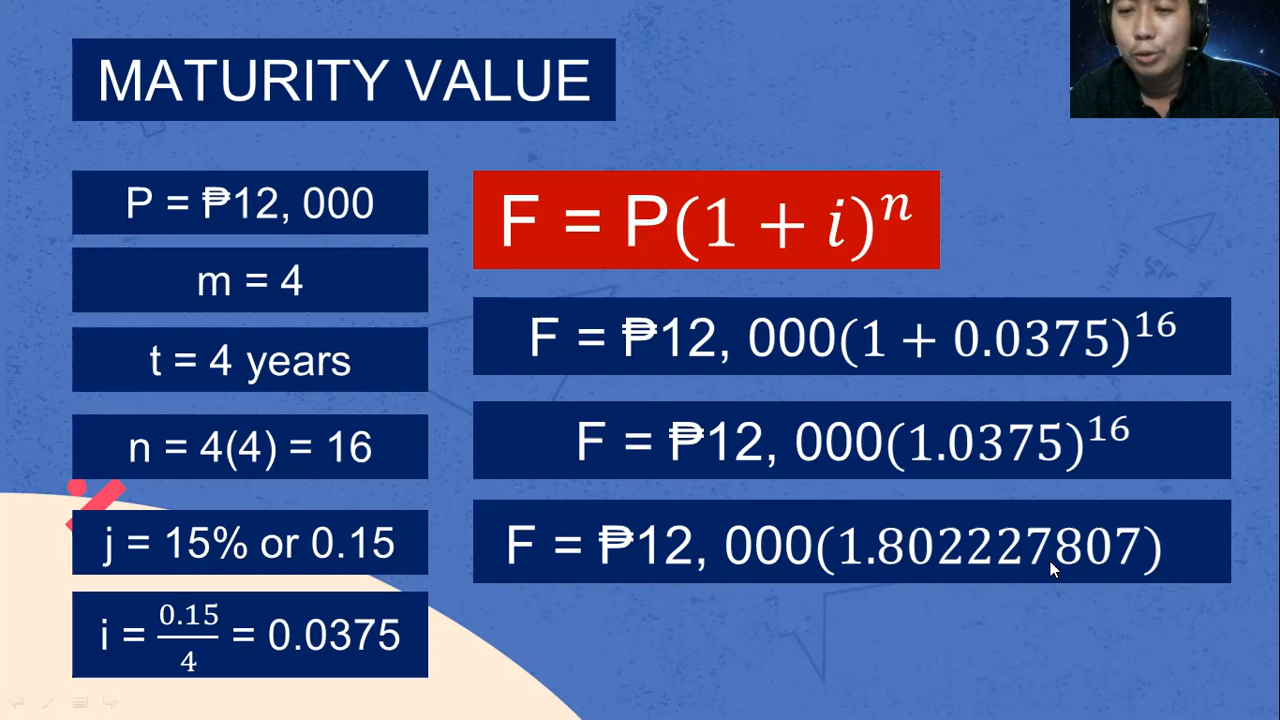 MATURITY VALUE
P = ₱12, 000
m = 4
t = 4 years
n = 4(4) = 16
j = 15% or 0.15
i = 0.15/4 = 0.0375
F = P(1 + i)ⁿ
F = ₱12, 000(1 + 0.0375)¹⁶
F = ₱12, 000(1.0375)¹⁶
F = ₱12, 000(1.802227807)